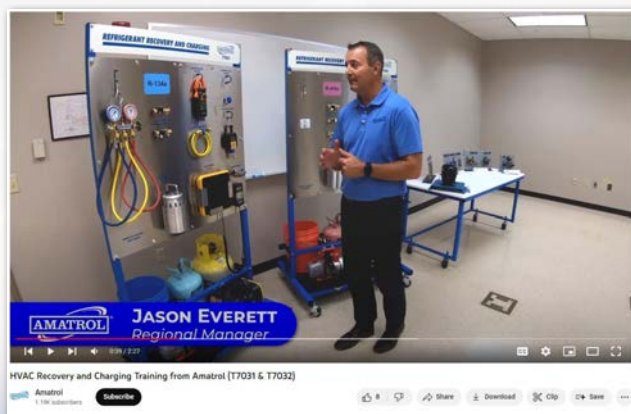 REFRIGERANT RECOVERY AND CHARGING
REFRIGERANT RECOVERY
R-134a
AMATROL
JASON EVERETT
Regional Manager
0:39 / 2:27
HVAC Recovery and Charging Training from Amatrol (T7031 & T7032)
Amatrol
1.19K subscribers
Subscribe
8
Share
Download
Clip
Save